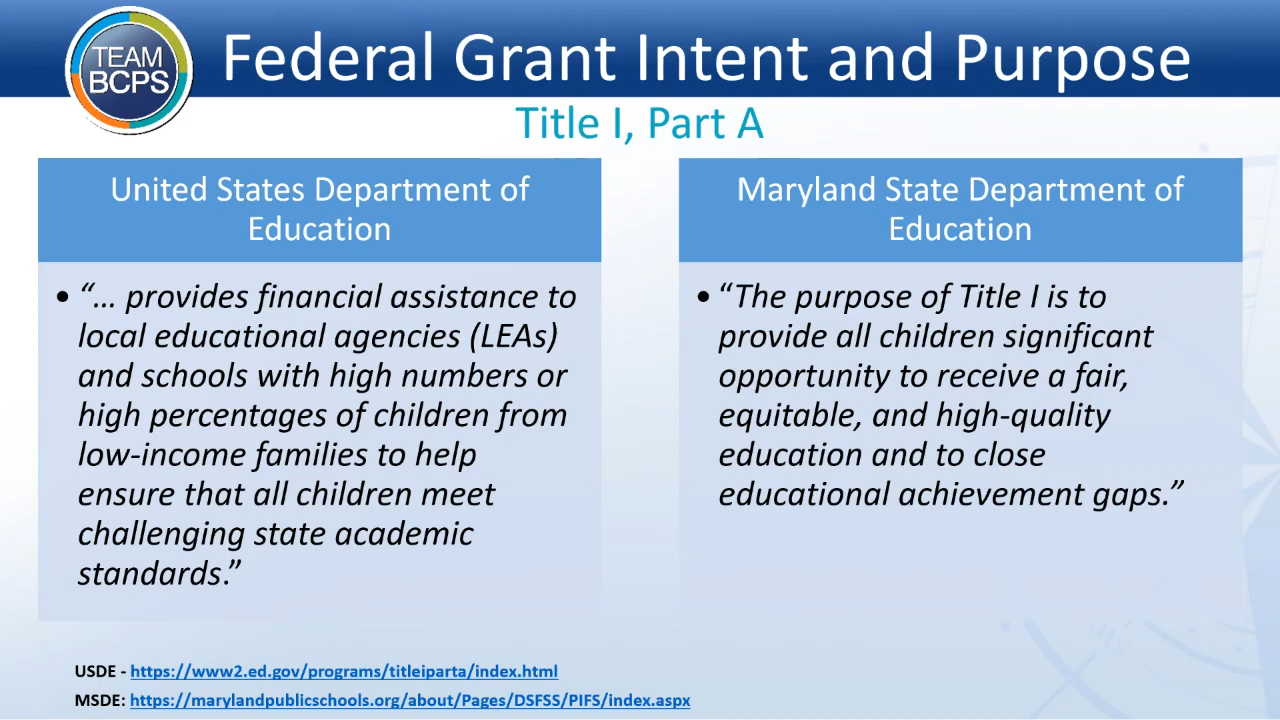 TEAM
BCPS
Federal Grant Intent and Purpose
Title I, Part A
United States Department of
Education
• “… provides financial assistance to
local educational agencies (LEAs)
and schools with high numbers or
high percentages of children from
low-income families to help
ensure that all children meet
challenging state academic
standards.”
Maryland State Department of
Education
• “The purpose of Title I is to
provide all children significant
opportunity to receive a fair,
equitable, and high-quality
education and to close
educational achievement gaps.”
USDE - https://www2.ed.gov/programs/titleiparta/index.html
MSDE: https://marylandpublicschools.org/about/Pages/DSFSS/PIFS/index.aspx